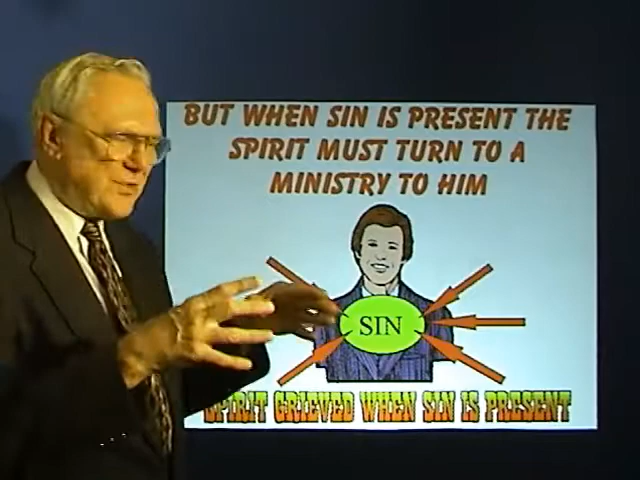 BUT WHEN SIN IS PRESENT THE
SPIRIT MUST TURN TO A
MINISTRY TO HIM
SIN
SPIRIT GRIEVED WHEN SIN IS PRESENT